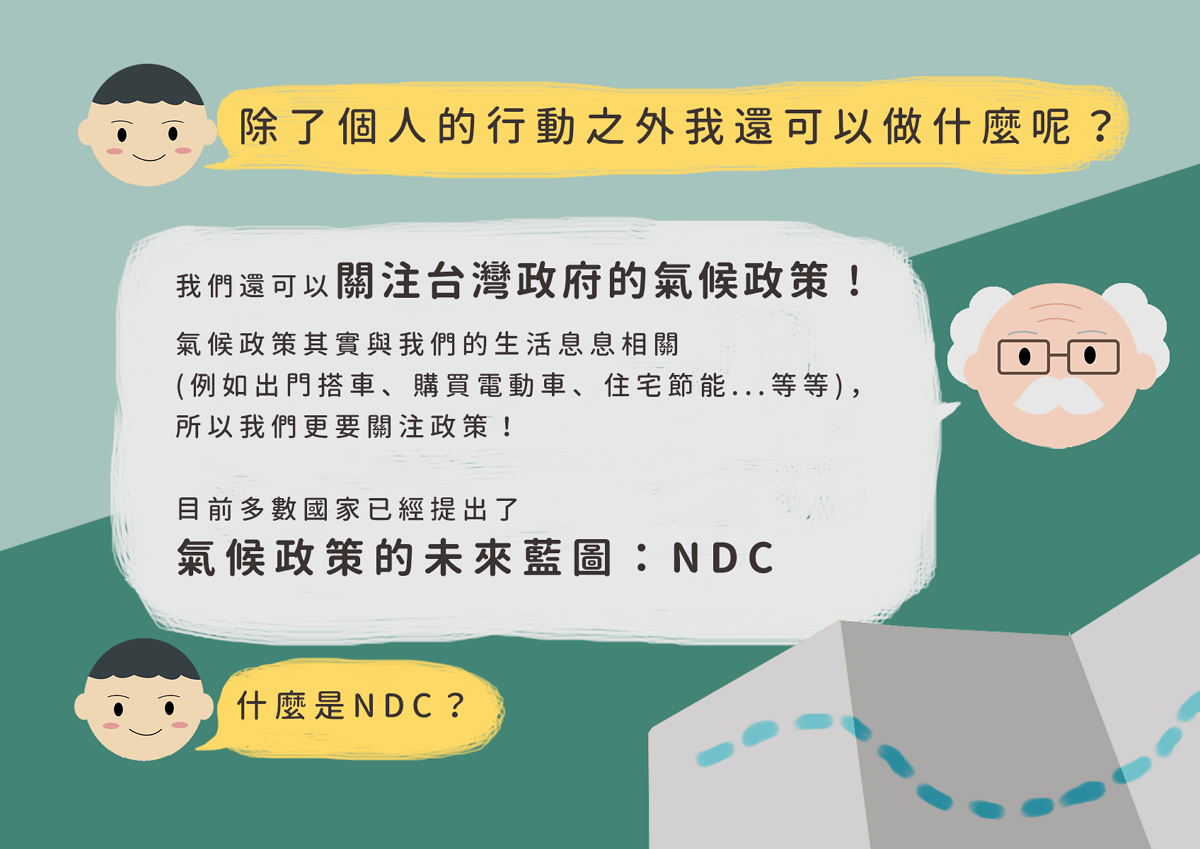 除了個人的行動之外我還可以做什麼呢？
我們還可以關注台灣政府的氣候政策！
氣候政策其實與我們的生活息息相關
(例如出門搭車、購買電動車、住宅節能...等等)，
所以我們更要關注政策！
目前多數國家已經提出了
氣候政策的未來藍圖：NDC
什麼是NDC？